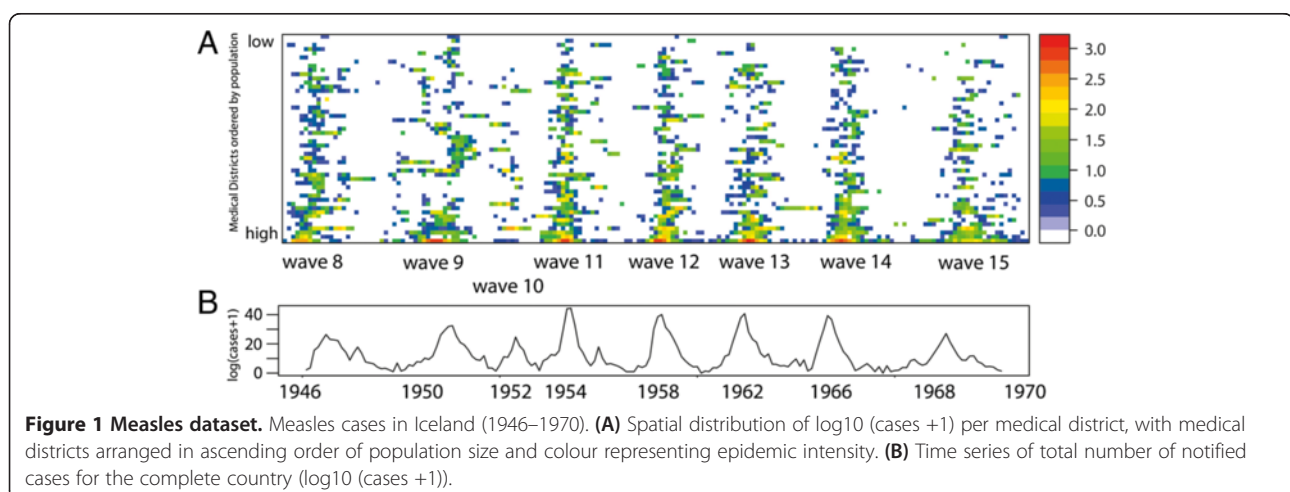 A
Medical Districts ordered by population
low
high
3.0
2.5
2.0
1.5
1.0
0.5
0.0
wave 8 wave 9 wave 11 wave 12 wave 13 wave 14 wave 15
wave 10
B
log(cases+1)
40
20
0
1946 1950 1952 1954 1958 1962 1966 1968 1970
Figure 1 Measles dataset. Measles cases in Iceland (1946–1970). (A) Spatial distribution of log10 (cases +1) per medical district, with medical
districts arranged in ascending order of population size and colour representing epidemic intensity. (B) Time series of total number of notified
cases for the complete country (log10 (cases +1)).